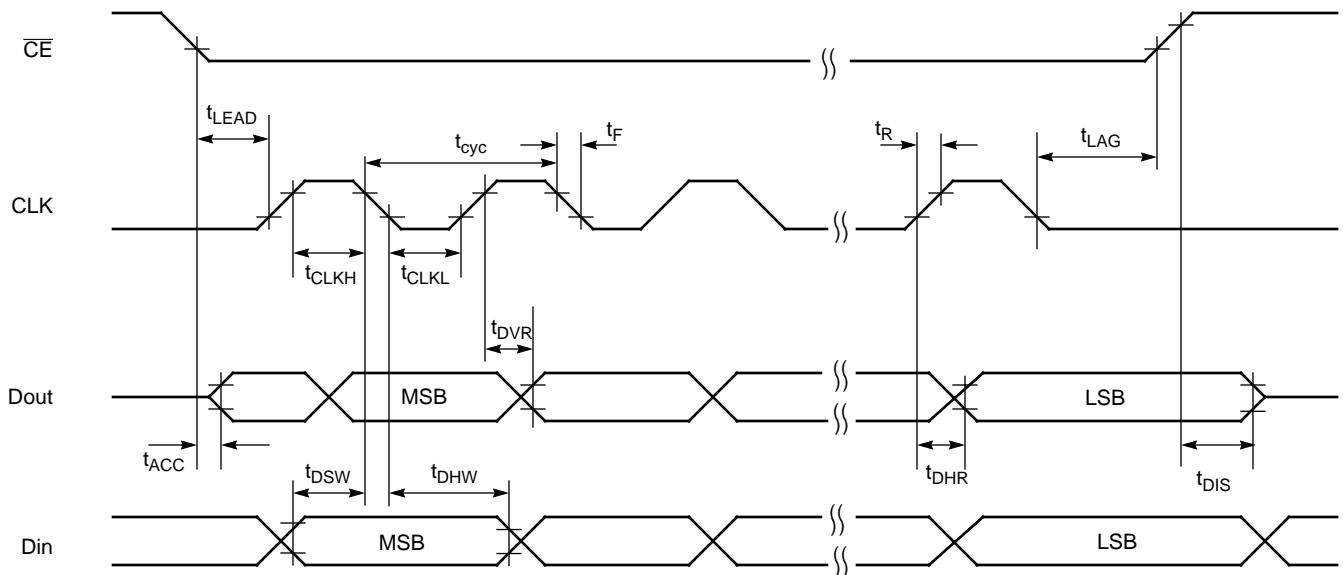 CE
tLEAD
tcyc
tF
tR
tLAG
CLK
tCLKH
tCLKL
tDVR
Dout
MSB
LSB
tACC
tDSW
tDHW
tDHR
tDIS
Din
MSB
LSB